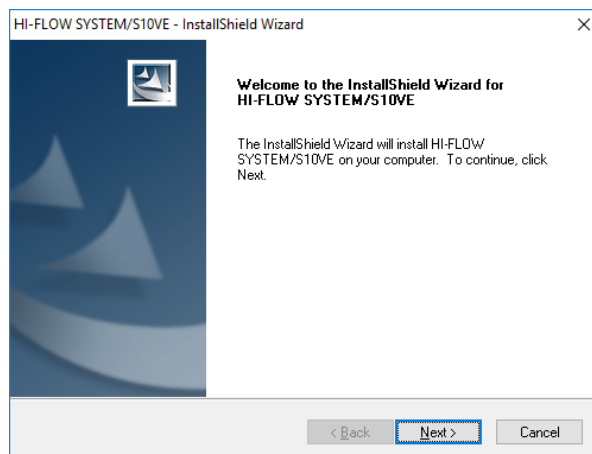 HI-FLOW SYSTEM/S10VE - InstallShield Wizard
Welcome to the InstallShield Wizard for
HI-FLOW SYSTEM/S10VE
The InstallShield Wizard will install HI-FLOW
SYSTEM/S10VE on your computer. To continue, click
Next.
< Back
Next >
Cancel